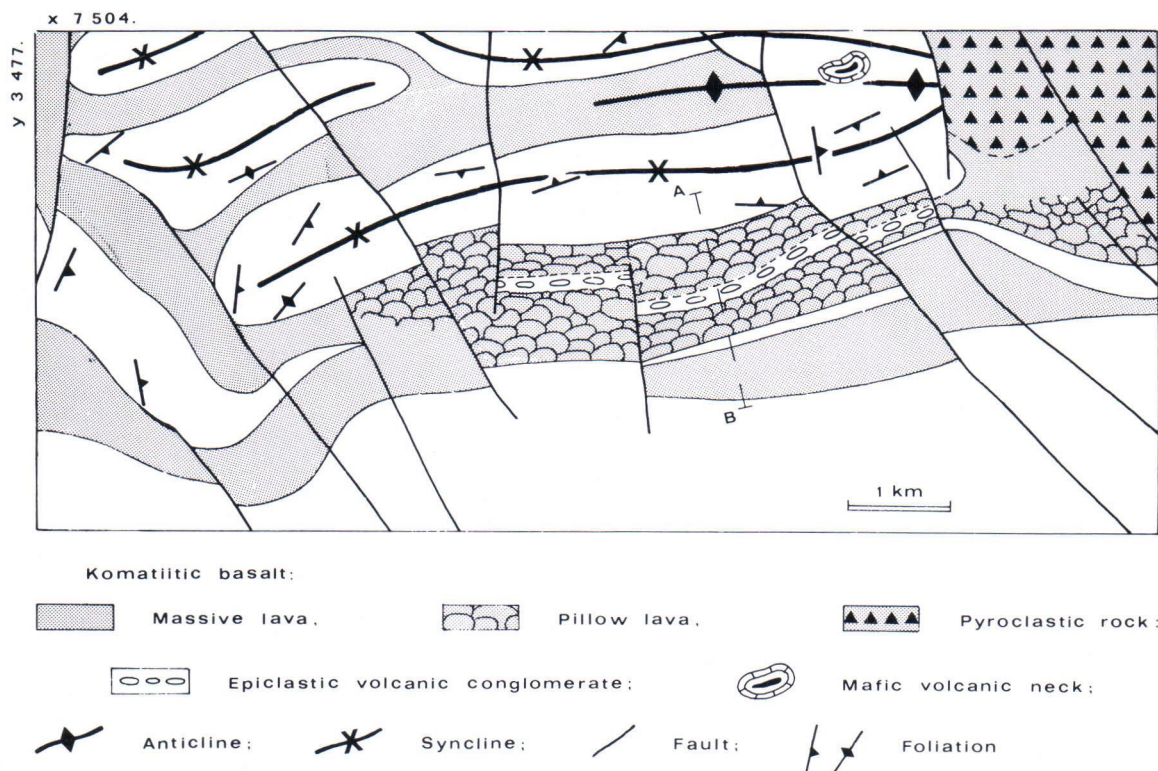 x 7 504.
y 3 477.
A
B
1 km
Komatiitic basalt:
Massive lava,
Pillow lava,
Pyroclastic rock:
Epiclastic volcanic conglomerate;
Mafic volcanic neck;
Anticline;
Syncline;
Fault;
Foliation